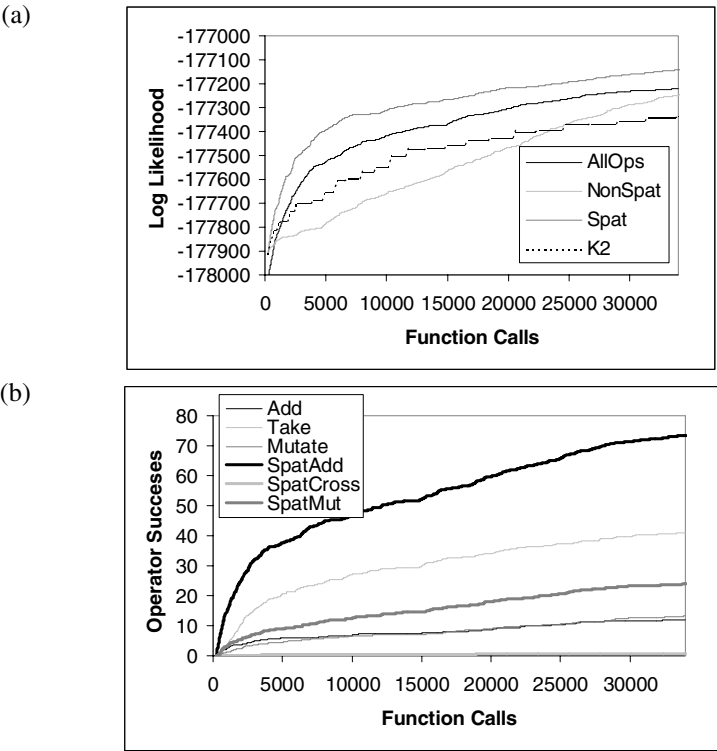 (a)
-177000
-177100
-177200
-177300
-177400
-177500
-177600
-177700
-177800
-177900
-178000
Log Likelihood
AllOps
NonSpat
Spat
K2
0 5000 10000 15000 20000 25000 30000
Function Calls
(b)
80
70
60
50
40
30
20
10
0
Operator Succeses
Add
Take
Mutate
SpatAdd
SpatCross
SpatMut
0 5000 10000 15000 20000 25000 30000
Function Calls